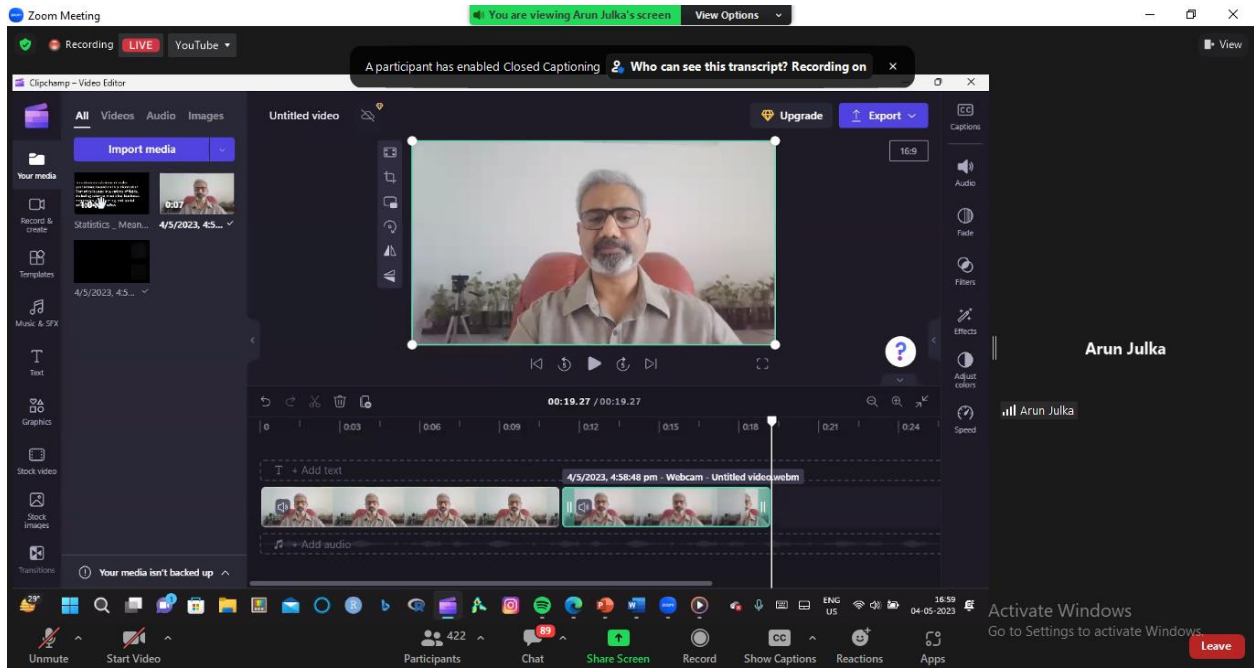 Zoom Meeting
You are viewing Arun Julka's screen View Options
Recording LIVE YouTube
View
A participant has enabled Closed Captioning Who can see this transcript? Recording on
Clipchamp – Video Editor
All Videos Audio Images
Untitled video
Upgrade
Export
CC
Captions
Import media
16:9
Your media
Audio
0:07
Record & create
Statistics _ Mean...
4/5/2023, 4:5...
Fade
Templates
Filters
4/5/2023, 4:5...
Music & SFX
Effects
?
Arun Julka
Text
5
5
Adjust colors
Graphics
00:19.27 / 00:19.27
Arun Julka
0 0:03 0:06 0:09 0:12 0:15 0:18 0:21 0:24
Speed
Stock video
T + Add text
4/5/2023, 4:58:48 pm - Webcam - Untitled video.webm
Stock images
+ Add audio
Transitions
Your media isn't backed up
29°
ENG
US
16:59
04-05-2023
Activate Windows
Go to Settings to activate Windows.
422
89
CC
Unmute Start Video Participants Chat Share Screen Record Show Captions Reactions Apps
Leave